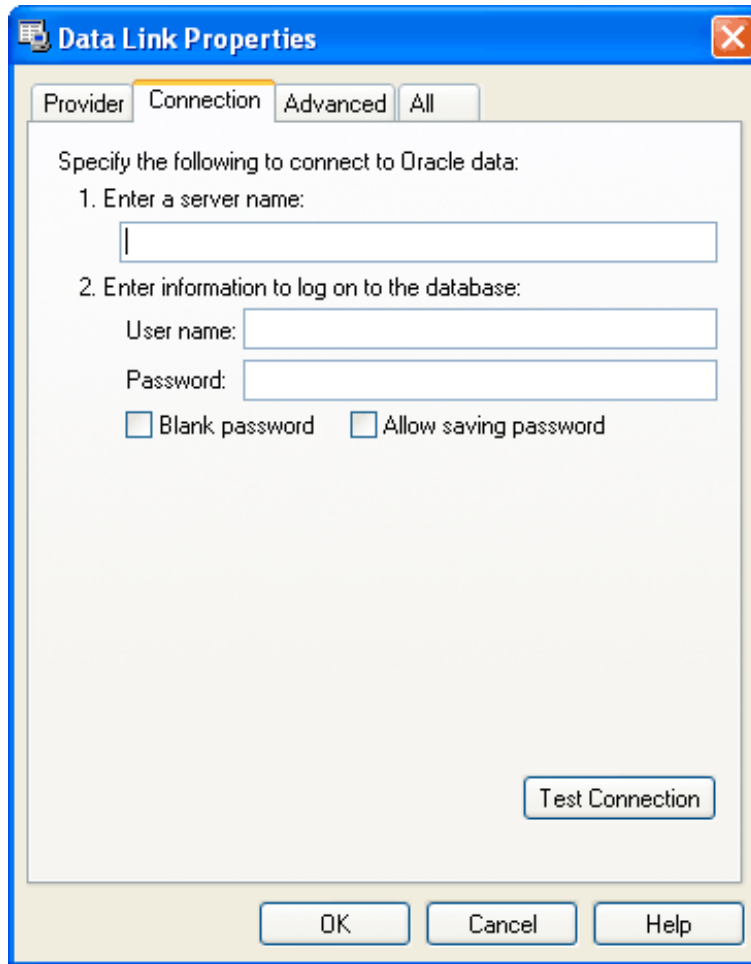 Data Link Properties
Provider Connection Advanced All
Specify the following to connect to Oracle data:
1. Enter a server name:
2. Enter information to log on to the database:
User name:
Password:
Blank password Allow saving password
Test Connection
OK Cancel Help